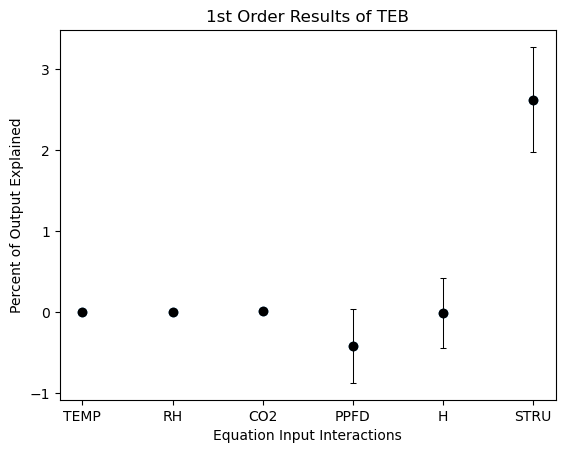 1st Order Results of TEB
Percent of Output Explained
3
2
1
0
−1
TEMP RH CO2 PPFD H STRU
Equation Input Interactions